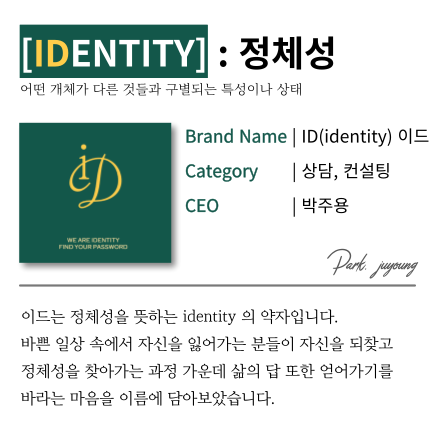 [IDENTITY] : 정체성
어떤 개체가 다른 것들과 구별되는 특성이나 상태
iD
WE ARE IDENTITY
FIND YOUR PASSWORD
Brand Name | ID(identity) 이드
Category | 상담, 컨설팅
CEO | 박주용
Park. juyoung
이드는 정체성을 뜻하는 identity 의 약자입니다.
바쁜 일상 속에서 자신을 잃어가는 분들이 자신을 되찾고
정체성을 찾아가는 과정 가운데 삶의 답 또한 얻어가기를
바라는 마음을 이름에 담아보았습니다.